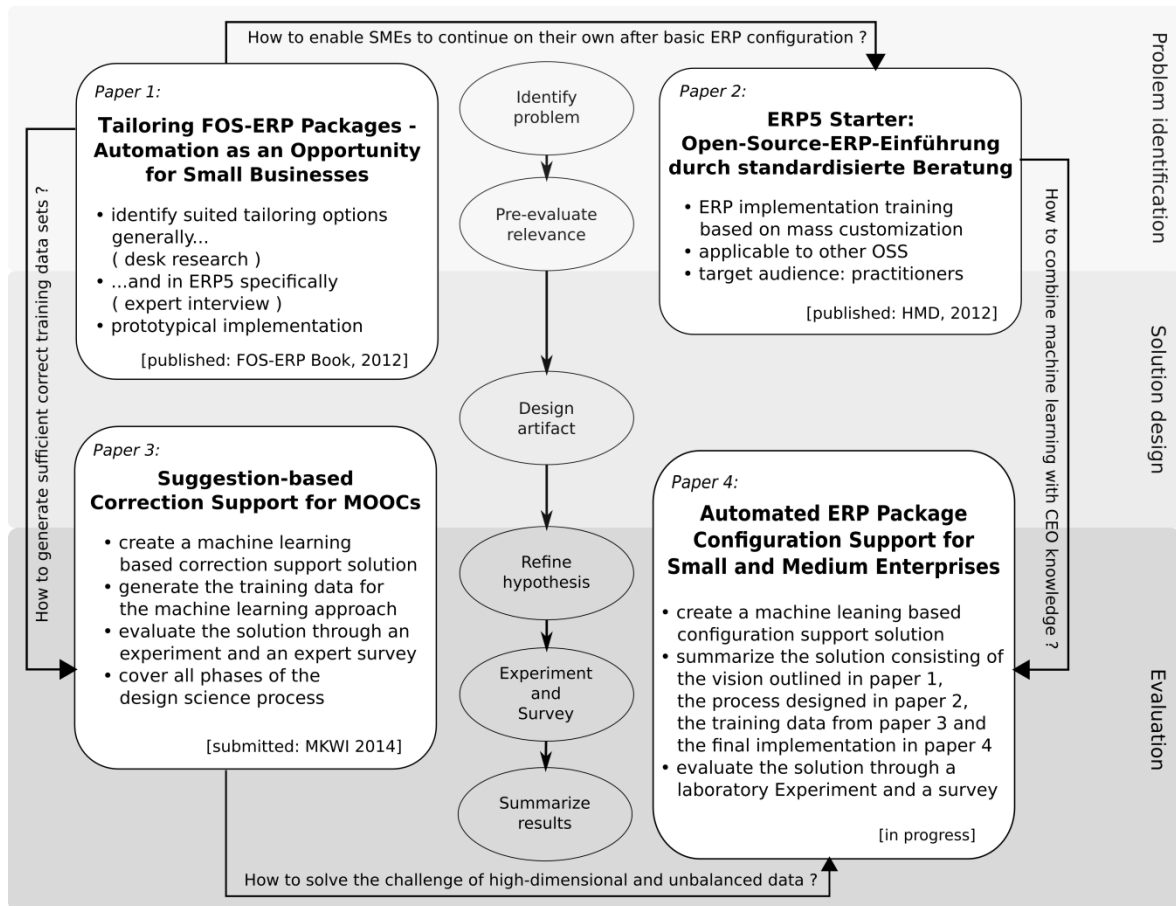 How to enable SMEs to continue on their own after basic ERP configuration ?
Paper 1:
Tailoring FOS-ERP Packages -
Automation as an Opportunity
for Small Businesses
• identify suited tailoring options
generally...
( desk research )
• ...and in ERP5 specifically
( expert interview )
• prototypical implementation
[published: FOS-ERP Book, 2012]
Identify
problem
Pre-evaluate
relevance
Design
artifact
Refine
hypothesis
Experiment
and
Survey
Summarize
results
Paper 2:
ERP5 Starter:
Open-Source-ERP-Einführung
durch standardisierte Beratung
• ERP implementation training
based on mass customization
• applicable to other OSS
• target audience: practitioners
[published: HMD, 2012]
How to generate sufficient correct training data sets ?
How to combine machine learning with CEO knowledge ?
Paper 3:
Suggestion-based
Correction Support for MOOCs
• create a machine learning
based correction support solution
• generate the training data for
the machine learning approach
• evaluate the solution through an
experiment and an expert survey
• cover all phases of the
design science process
[submitted: MKWI 2014]
Paper 4:
Automated ERP Package
Configuration Support for
Small and Medium Enterprises
• create a machine leaning based
configuration support solution
• summarize the solution consisting of
the vision outlined in paper 1,
the process designed in paper 2,
the training data from paper 3 and
the final implementation in paper 4
• evaluate the solution through a
laboratory Experiment and a survey
[in progress]
How to solve the challenge of high-dimensional and unbalanced data ?
Problem identification
Solution design
Evaluation